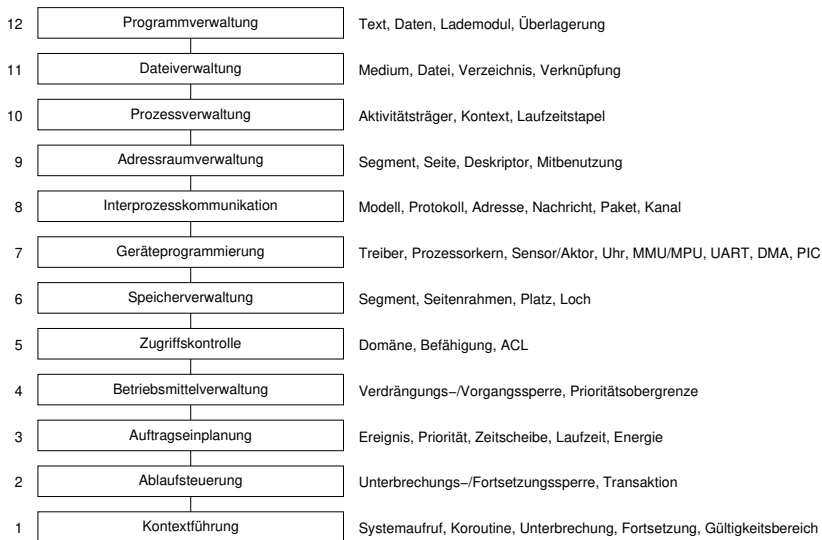 12 Programmverwaltung Text, Daten, Lademodul, Überlagerung
11 Dateiverwaltung Medium, Datei, Verzeichnis, Verknüpfung
10 Prozessverwaltung Aktivitätsträger, Kontext, Laufzeitstapel
9 Adressraumverwaltung Segment, Seite, Deskriptor, Mitbenutzung
8 Interprozesskommunikation Modell, Protokoll, Adresse, Nachricht, Paket, Kanal
7 Geräteprogrammierung Treiber, Prozessorkern, Sensor/Aktor, Uhr, MMU/MPU, UART, DMA, PIC
6 Speicherverwaltung Segment, Seitenrahmen, Platz, Loch
5 Zugriffskontrolle Domäne, Befähigung, ACL
4 Betriebsmittelverwaltung Verdrängungs−/Vorgangssperre, Prioritätsobergrenze
3 Auftragseinplanung Ereignis, Priorität, Zeitscheibe, Laufzeit, Energie
2 Ablaufsteuerung Unterbrechungs−/Fortsetzungssperre, Transaktion
1 Kontextführung Systemaufruf, Koroutine, Unterbrechung, Fortsetzung, Gültigkeitsbereich